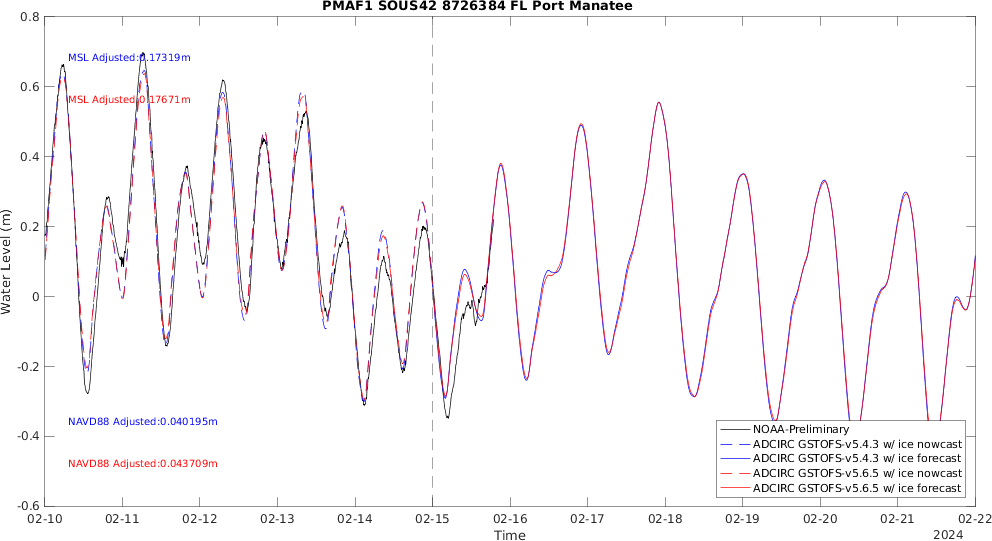 PMAF1 SOUS42 8726384 FL Port Manatee
Water Level (m)
0.8
0.6
0.4
0.2
0
-0.2
-0.4
-0.6
MSL Adjusted:0.17319m
MSL Adjusted:0.17671m
NAVD88 Adjusted:0.040195m
NAVD88 Adjusted:0.043709m
NOAA-Preliminary
ADCIRC GSTOFS-v5.4.3 w/ ice nowcast
ADCIRC GSTOFS-v5.4.3 w/ ice forecast
ADCIRC GSTOFS-v5.6.5 w/ ice nowcast
ADCIRC GSTOFS-v5.6.5 w/ ice forecast
02-10 02-11 02-12 02-13 02-14 02-15 02-16 02-17 02-18 02-19 02-20 02-21 02-22
Time
2024